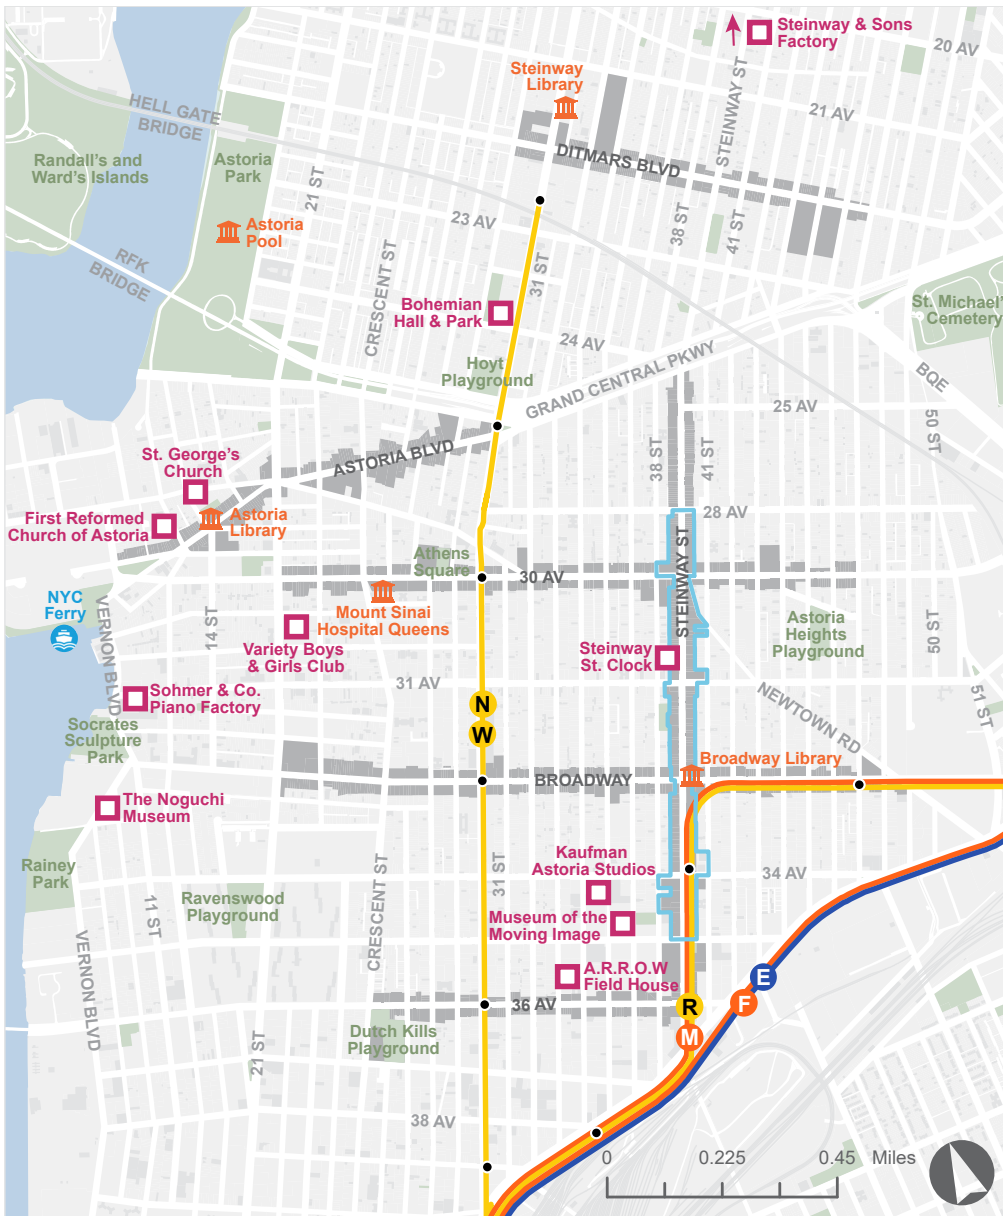 Steinway & Sons
Factory
20 AV
STEINWAY ST
Steinway
Library
21 AV
HELL GATE
BRIDGE
DITMARS BLVD
Randall's and
Ward's Islands
Astoria
Park
21 ST
23 AV
38 ST
41 ST
Astoria
Pool
RFK
BRIDGE
CRESCENT ST
31 ST
Bohemian
Hall & Park
St. Michael's
Cemetery
24 AV
Hoyt
Playground
GRAND CENTRAL PKWY
BQE
25 AV
50 ST
ASTORIA BLVD
38 ST
41 ST
St. George's
Church
First Reformed
Church of Astoria
Astoria
Library
28 AV
STEINWAY ST
Athens
Square
30 AV
NYC
Ferry
VERNON BLVD
14 ST
Mount Sinai
Hospital Queens
Variety Boys
& Girls Club
Astoria
Heights
Playground
50 ST
Steinway
St. Clock
31 AV
Sohmer & Co.
Piano Factory
N
W
NEWTOWN RD
51 ST
Socrates
Sculpture
Park
BROADWAY
Broadway Library
The Noguchi
Museum
Rainey
Park
Kaufman
Astoria Studios
31 ST
34 AV
CRESCENT ST
Ravenswood
Playground
11 ST
Museum of the
Moving Image
VERNON BLVD
A.R.R.O.W
Field House
E
F
R
M
36 AV
Dutch Kills
Playground
21 ST
38 AV
0 0.225 0.45 Miles